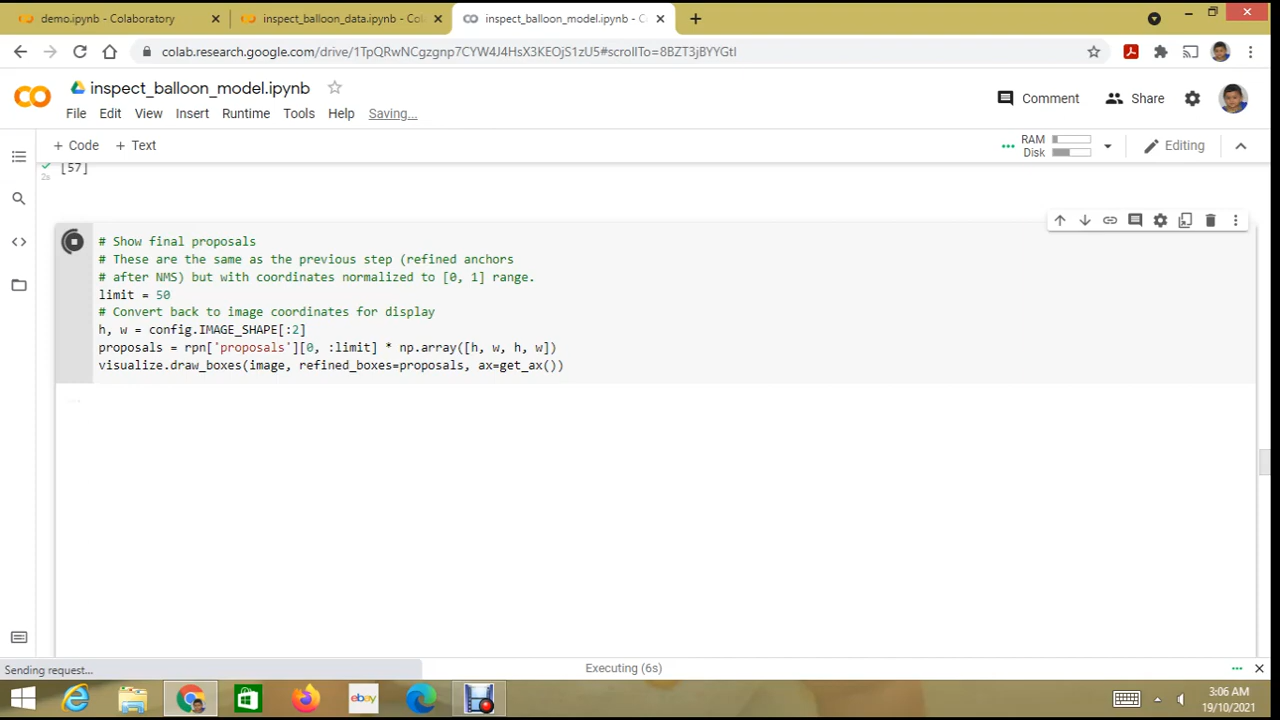 demo.ipynb - Colaboratory
inspect_balloon_data.ipynb - Col
inspect_balloon_model.ipynb - C
colab.research.google.com/drive/1TpQRwNCgzgnp7CYW4J4HsX3KEOjS1zU5#scrollTo=8BZT3jBYYGtI
inspect_balloon_model.ipynb
Comment
Share
File Edit View Insert Runtime Tools Help Saving...
+ Code + Text
RAM
Disk
Editing
[57]
2s
# Show final proposals
# These are the same as the previous step (refined anchors
# after NMS) but with coordinates normalized to [0, 1] range.
limit = 50
# Convert back to image coordinates for display
h, w = config.IMAGE_SHAPE[:2]
proposals = rpn['proposals'][0, :limit] * np.array([h, w, h, w])
visualize.draw_boxes(image, refined_boxes=proposals, ax=get_ax())
Sending request...
Executing (6s)
ebay
3:06 AM
19/10/2021